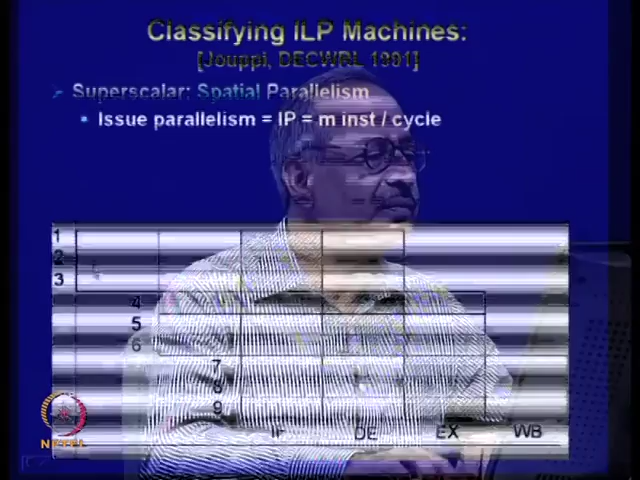 Classifying ILP Machines:
[Jouppi, DECWRL 1991]
Superscalar: Spatial Parallelism
Issue parallelism = IP = m inst / cycle
1
2
3
4
5
6
7
8
9
IF DE EX WB
NPTEL